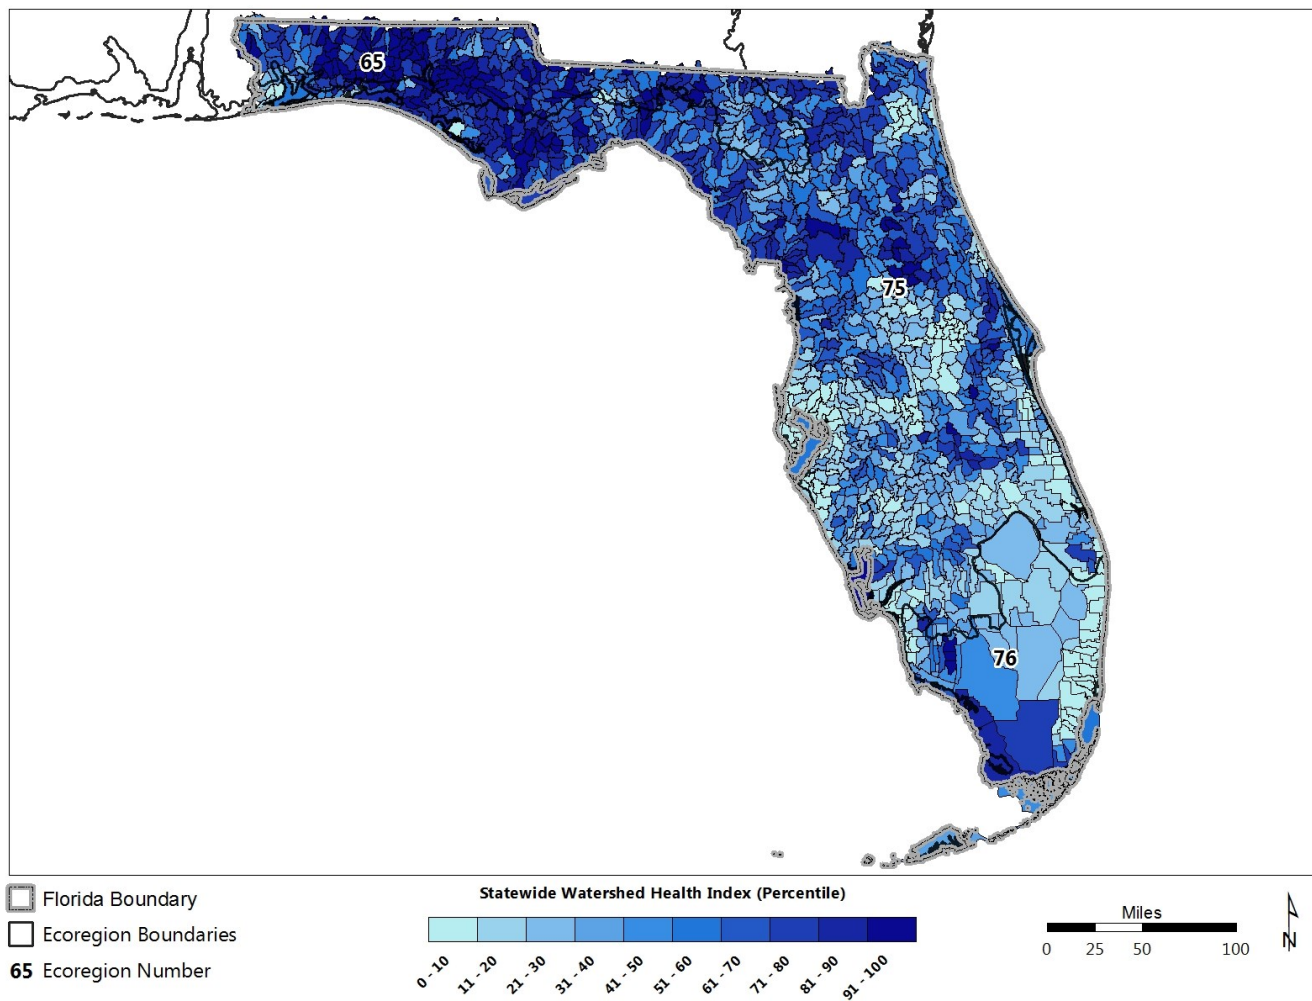 65
75
76
Florida Boundary
Ecoregion Boundaries
65 Ecoregion Number
Statewide Watershed Health Index (Percentile)
0 - 10
11 - 20
21 - 30
31 - 40
41 - 50
51 - 60
61 - 70
71 - 80
81 - 90
91 - 100
Miles
0 25 50 100
N